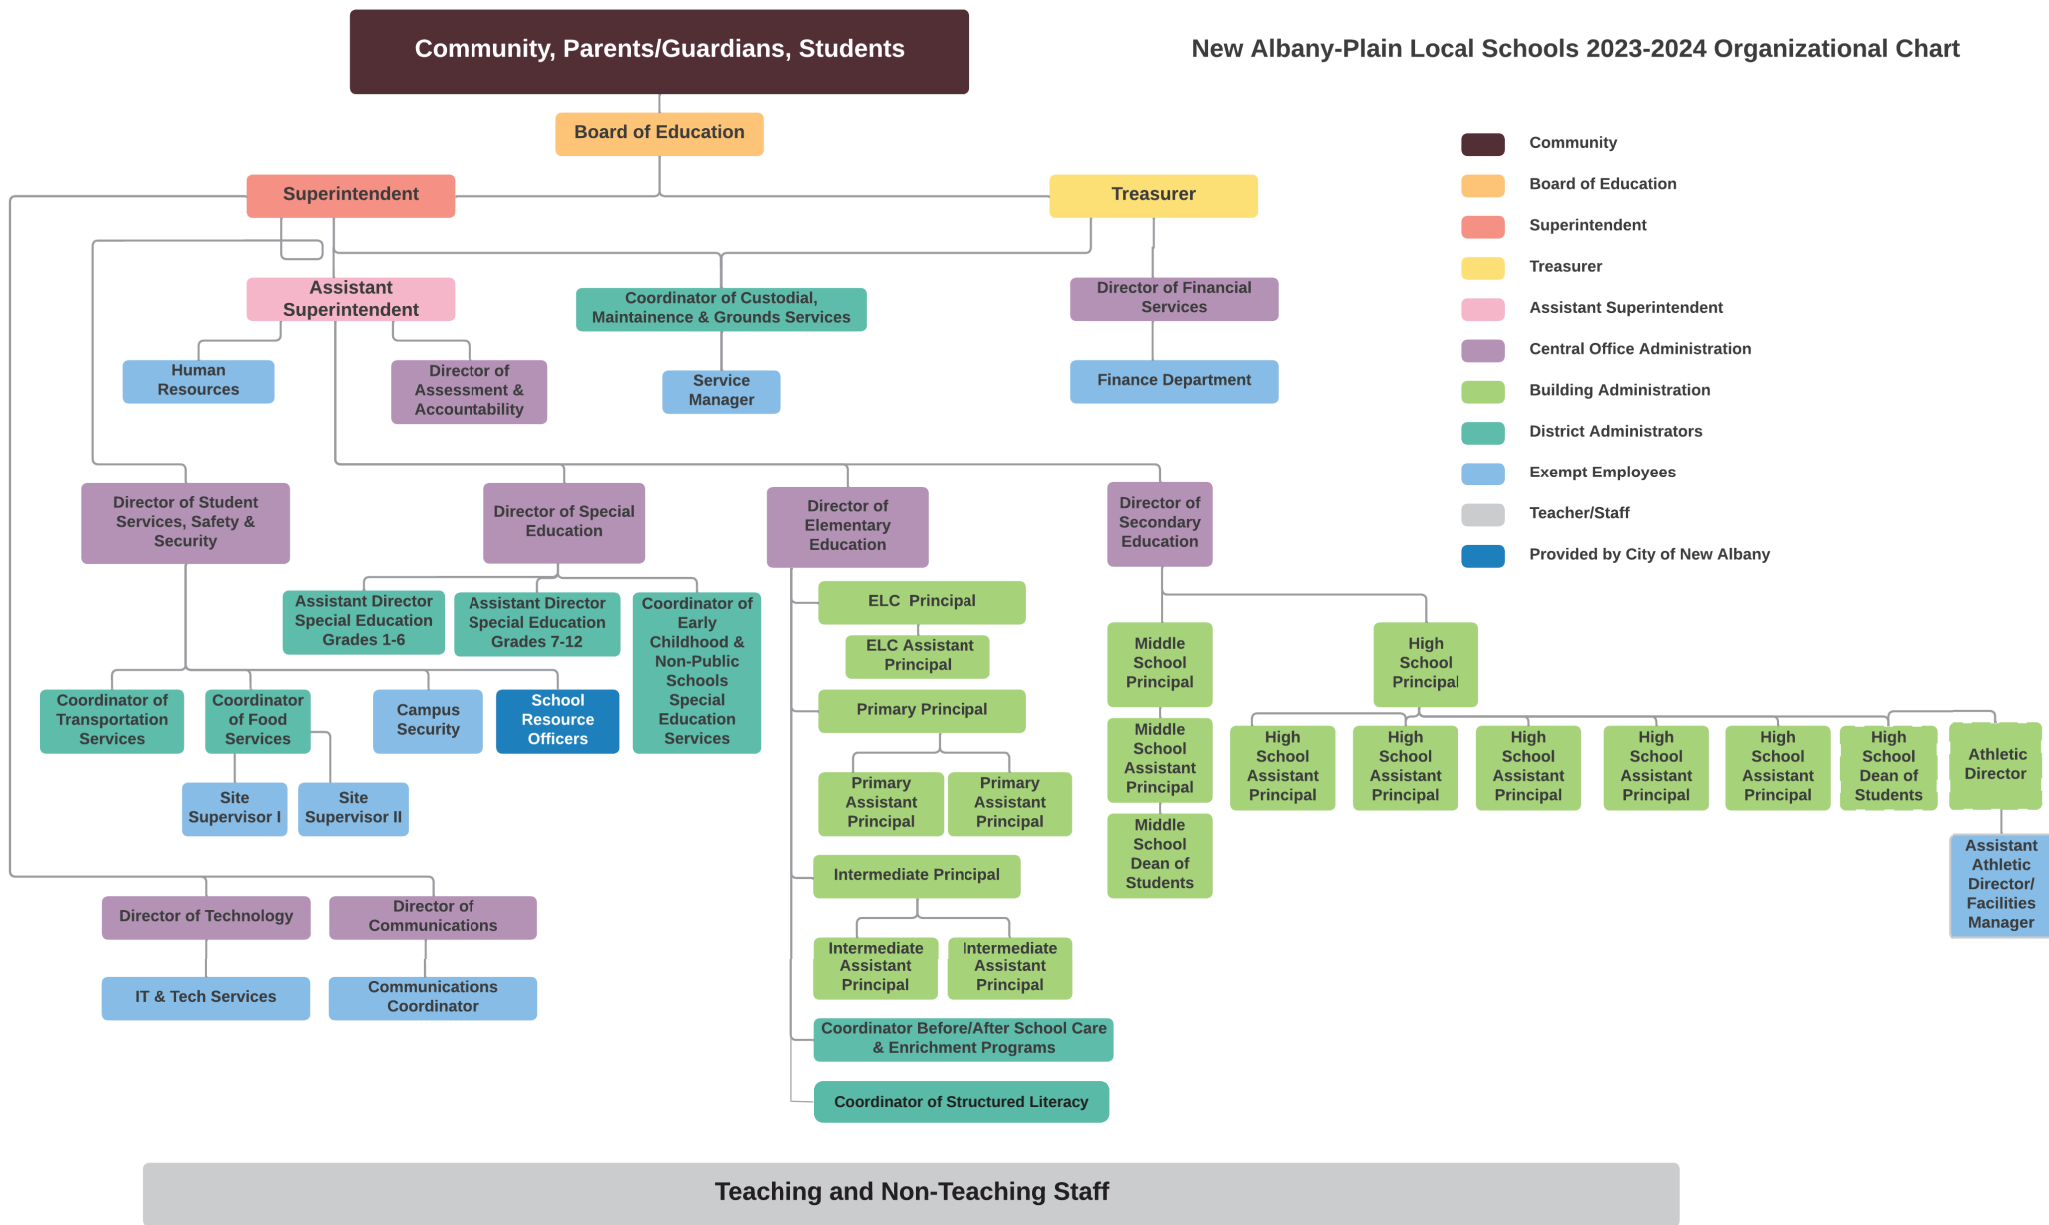 Community, Parents/Guardians, Students
New Albany-Plain Local Schools 2023-2024 Organizational Chart
Board of Education
Superintendent
Treasurer
Community
Board of Education
Superintendent
Treasurer
Assistant Superintendent
Central Office Administration
Building Administration
District Administrators
Exempt Employees
Teacher/Staff
Provided by City of New Albany
Assistant
Superintendent
Coordinator of Custodial,
Maintainence & Grounds Services
Director of Financial
Services
Human
Resources
Director of
Assessment &
Accountability
Service
Manager
Finance Department
Director of Student
Services, Safety &
Security
Director of Special
Education
Director of
Elementary
Education
Director of
Secondary
Education
Assistant Director
Special Education
Grades 1-6
Assistant Director
Special Education
Grades 7-12
Coordinator of
Early
Childhood &
Non-Public
Schools
Special
Education
Services
ELC  Principal
ELC Assistant
Principal
Middle
School
Principal
High
School
Principal
Coordinator of
Transportation
Services
Coordinator
of Food
Services
Campus
Security
School
Resource
Officers
Primary Principal
Middle
School
Assistant
Principal
High
School
Assistant
Principal
High
School
Assistant
Principal
High
School
Assistant
Principal
High
School
Assistant
Principal
High
School
Assistant
Principal
High
School
Dean of
Students
Athletic
Director
Site
Supervisor I
Site
Supervisor II
Primary
Assistant
Principal
Primary
Assistant
Principal
Middle
School
Dean of
Students
Assistant
Athletic
Director/
Facilities
Manager
Intermediate Principal
Director of Technology
Director of
Communications
Intermediate
Assistant
Principal
Intermediate
Assistant
Principal
IT & Tech Services
Communications
Coordinator
Coordinator Before/After School Care
& Enrichment Programs
Coordinator of Structured Literacy
Teaching and Non-Teaching Staff